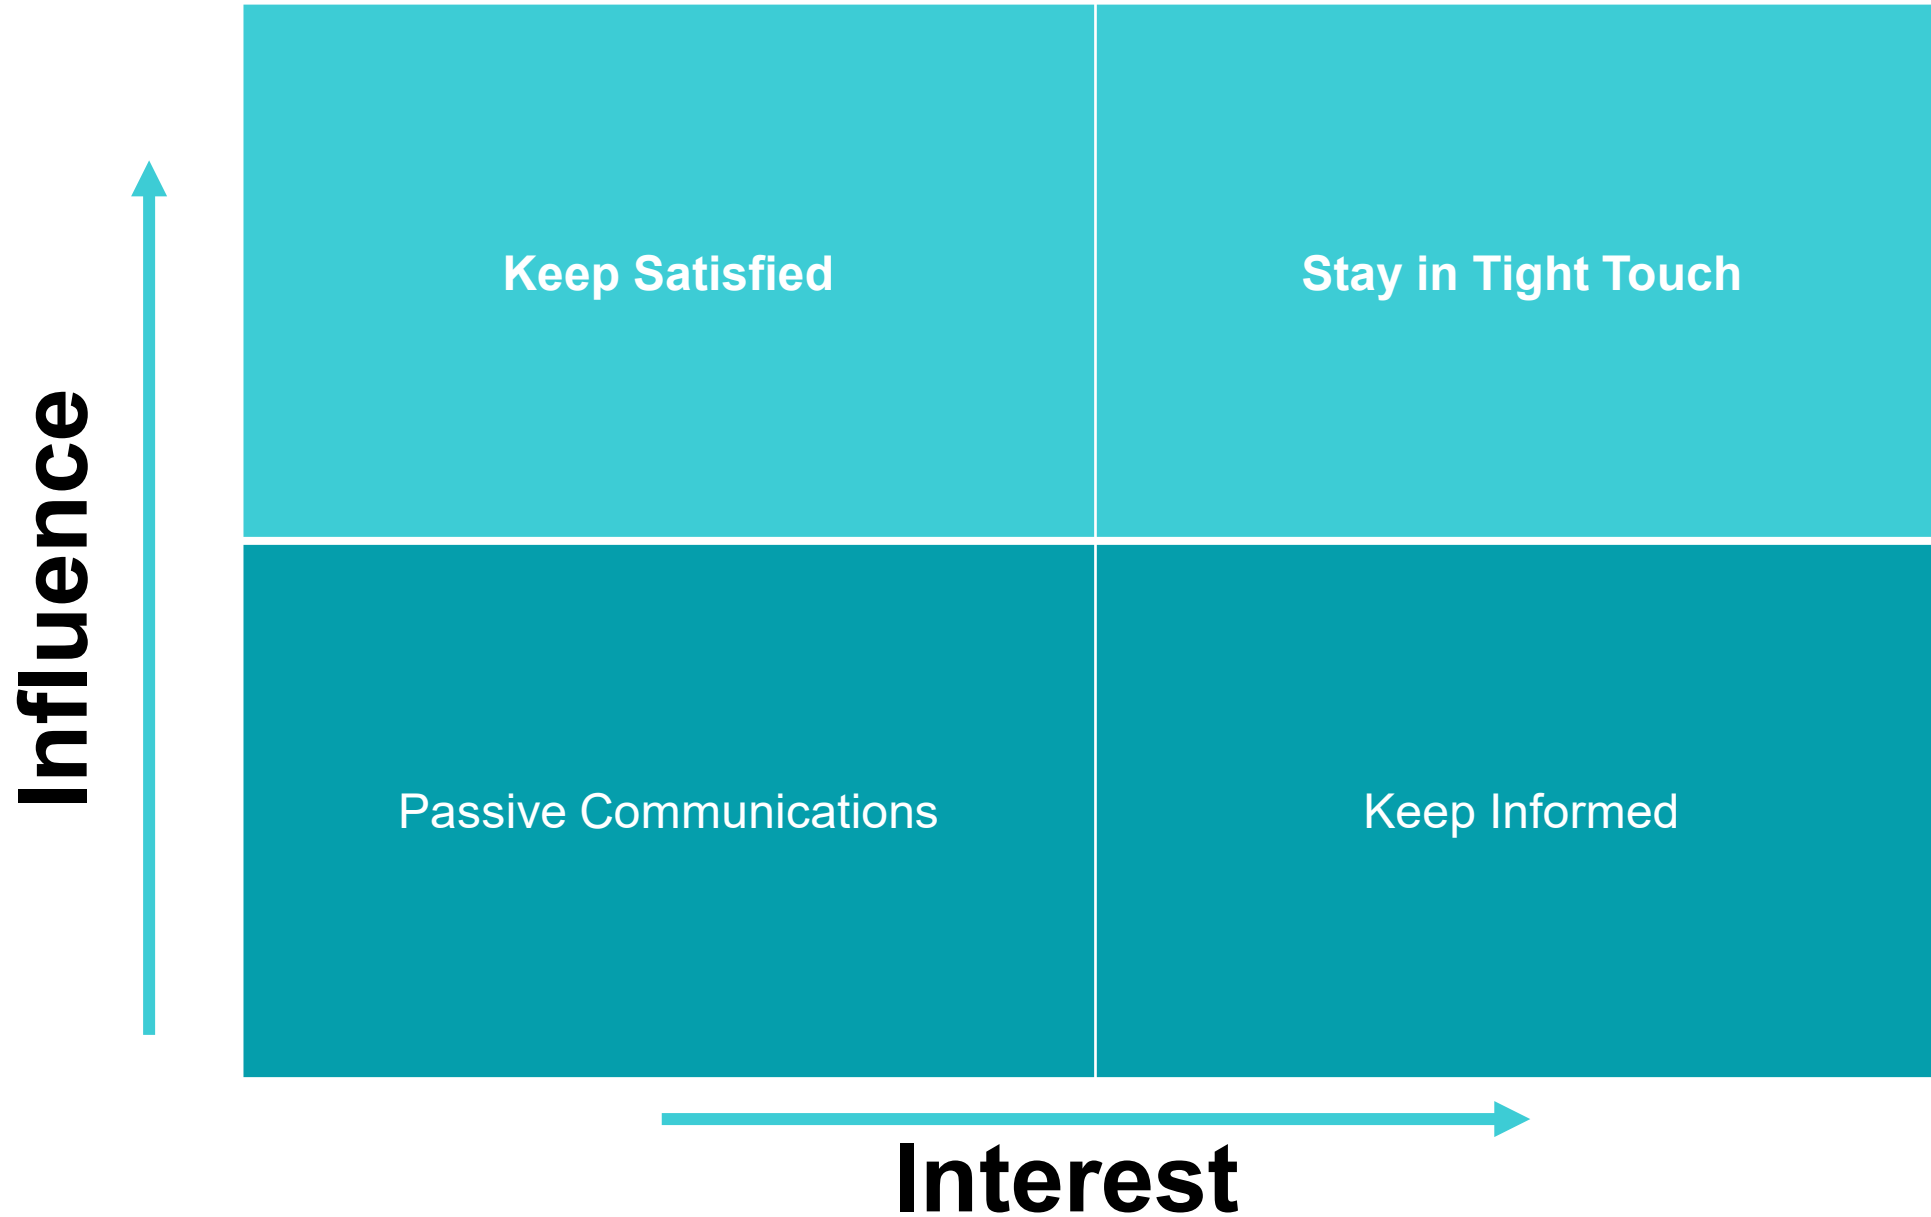 Influence
Keep Satisfied
Stay in Tight Touch
Passive Communications
Keep Informed
Interest